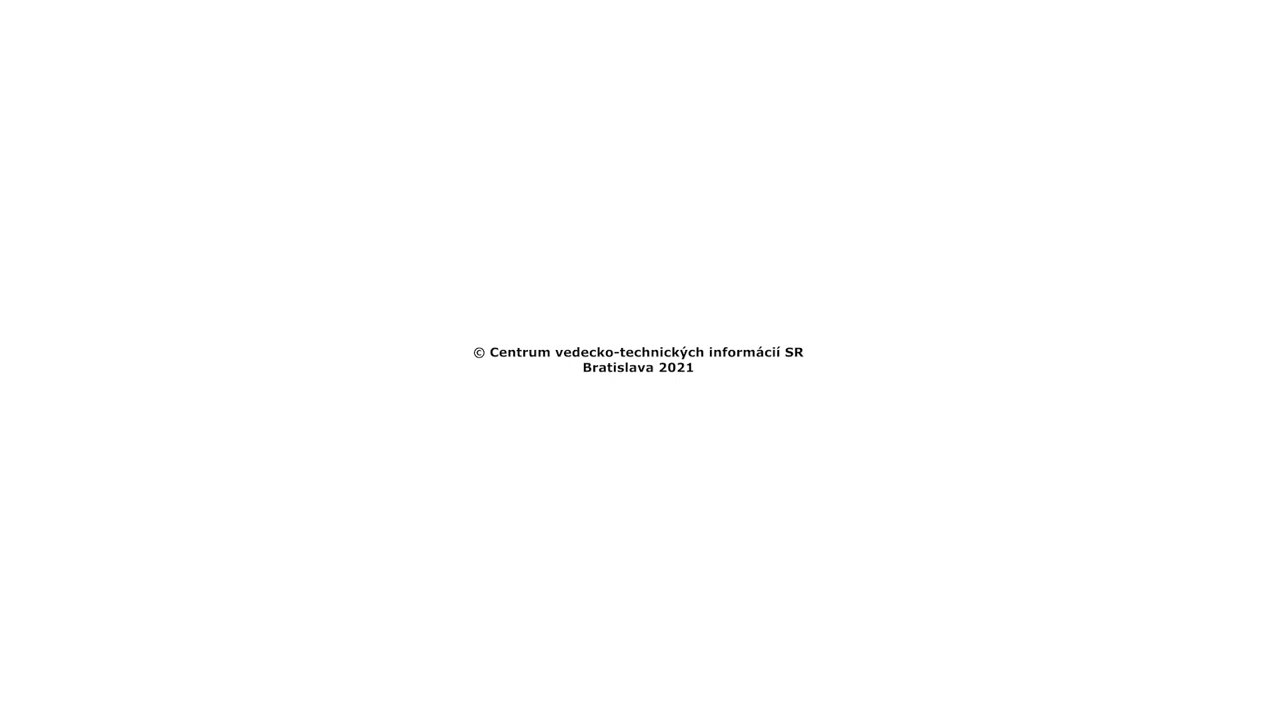 © Centrum vedecko-technických informácií SR
Bratislava 2021